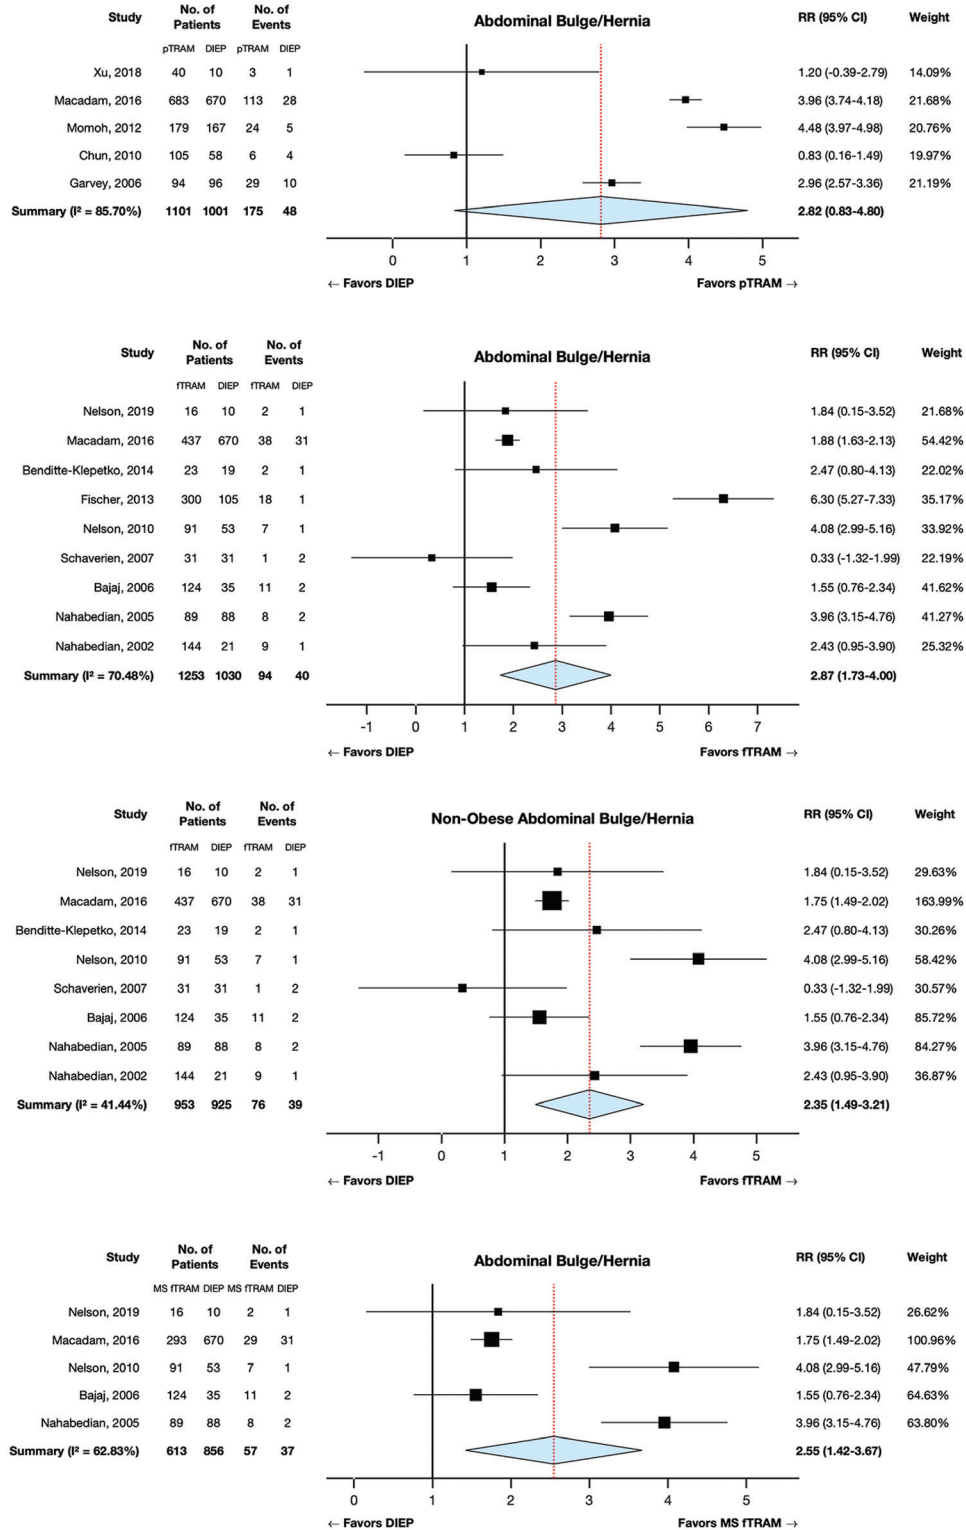 Study No. of Patients No. of Events Abdominal Bulge/Hernia RR (95% CI) Weight
pTRAM DIEP pTRAM DIEP
Xu, 2018 40 10 3 1 1.20 (-0.39-2.79) 14.09%
Macadam, 2016 683 670 113 28 3.96 (3.74-4.18) 21.68%
Momoh, 2012 179 167 24 5 4.48 (3.97-4.98) 20.76%
Chun, 2010 105 58 6 4 0.83 (0.16-1.49) 19.97%
Garvey, 2006 94 96 29 10 2.96 (2.57-3.36) 21.19%
Summary (I² = 85.70%) 1101 1001 175 48 2.82 (0.83-4.80)
0 1 2 3 4 5
← Favors DIEP Favors pTRAM →
Study No. of Patients No. of Events Abdominal Bulge/Hernia RR (95% CI) Weight
fTRAM DIEP fTRAM DIEP
Nelson, 2019 16 10 2 1 1.84 (0.15-3.52) 21.68%
Macadam, 2016 437 670 38 31 1.88 (1.63-2.13) 54.42%
Benditte-Klepetko, 2014 23 19 2 1 2.47 (0.80-4.13) 22.02%
Fischer, 2013 300 105 18 1 6.30 (5.27-7.33) 35.17%
Nelson, 2010 91 53 7 1 4.08 (2.99-5.16) 33.92%
Schaverien, 2007 31 31 1 2 0.33 (-1.32-1.99) 22.19%
Bajaj, 2006 124 35 11 2 1.55 (0.76-2.34) 41.62%
Nahabedian, 2005 89 88 8 2 3.96 (3.15-4.76) 41.27%
Nahabedian, 2002 144 21 9 1 2.43 (0.95-3.90) 25.32%
Summary (I² = 70.48%) 1253 1030 94 40 2.87 (1.73-4.00)
-1 0 1 2 3 4 5 6 7
← Favors DIEP Favors fTRAM →
Study No. of Patients No. of Events Non-Obese Abdominal Bulge/Hernia RR (95% CI) Weight
fTRAM DIEP fTRAM DIEP
Nelson, 2019 16 10 2 1 1.84 (0.15-3.52) 29.63%
Macadam, 2016 437 670 38 31 1.75 (1.49-2.02) 163.99%
Benditte-Klepetko, 2014 23 19 2 1 2.47 (0.80-4.13) 30.26%
Nelson, 2010 91 53 7 1 4.08 (2.99-5.16) 58.42%
Schaverien, 2007 31 31 1 2 0.33 (-1.32-1.99) 30.57%
Bajaj, 2006 124 35 11 2 1.55 (0.76-2.34) 85.72%
Nahabedian, 2005 89 88 8 2 3.96 (3.15-4.76) 84.27%
Nahabedian, 2002 144 21 9 1 2.43 (0.95-3.90) 36.87%
Summary (I² = 41.44%) 953 925 76 39 2.35 (1.49-3.21)
-1 0 1 2 3 4 5
← Favors DIEP Favors fTRAM →
Study No. of Patients No. of Events Abdominal Bulge/Hernia RR (95% CI) Weight
MS fTRAM DIEP MS fTRAM DIEP
Nelson, 2019 16 10 2 1 1.84 (0.15-3.52) 26.62%
Macadam, 2016 293 670 29 31 1.75 (1.49-2.02) 100.96%
Nelson, 2010 91 53 7 1 4.08 (2.99-5.16) 47.79%
Bajaj, 2006 124 35 11 2 1.55 (0.76-2.34) 64.63%
Nahabedian, 2005 89 88 8 2 3.96 (3.15-4.76) 63.80%
Summary (I² = 62.83%) 613 856 57 37 2.55 (1.42-3.67)
0 1 2 3 4 5
← Favors DIEP Favors MS fTRAM →